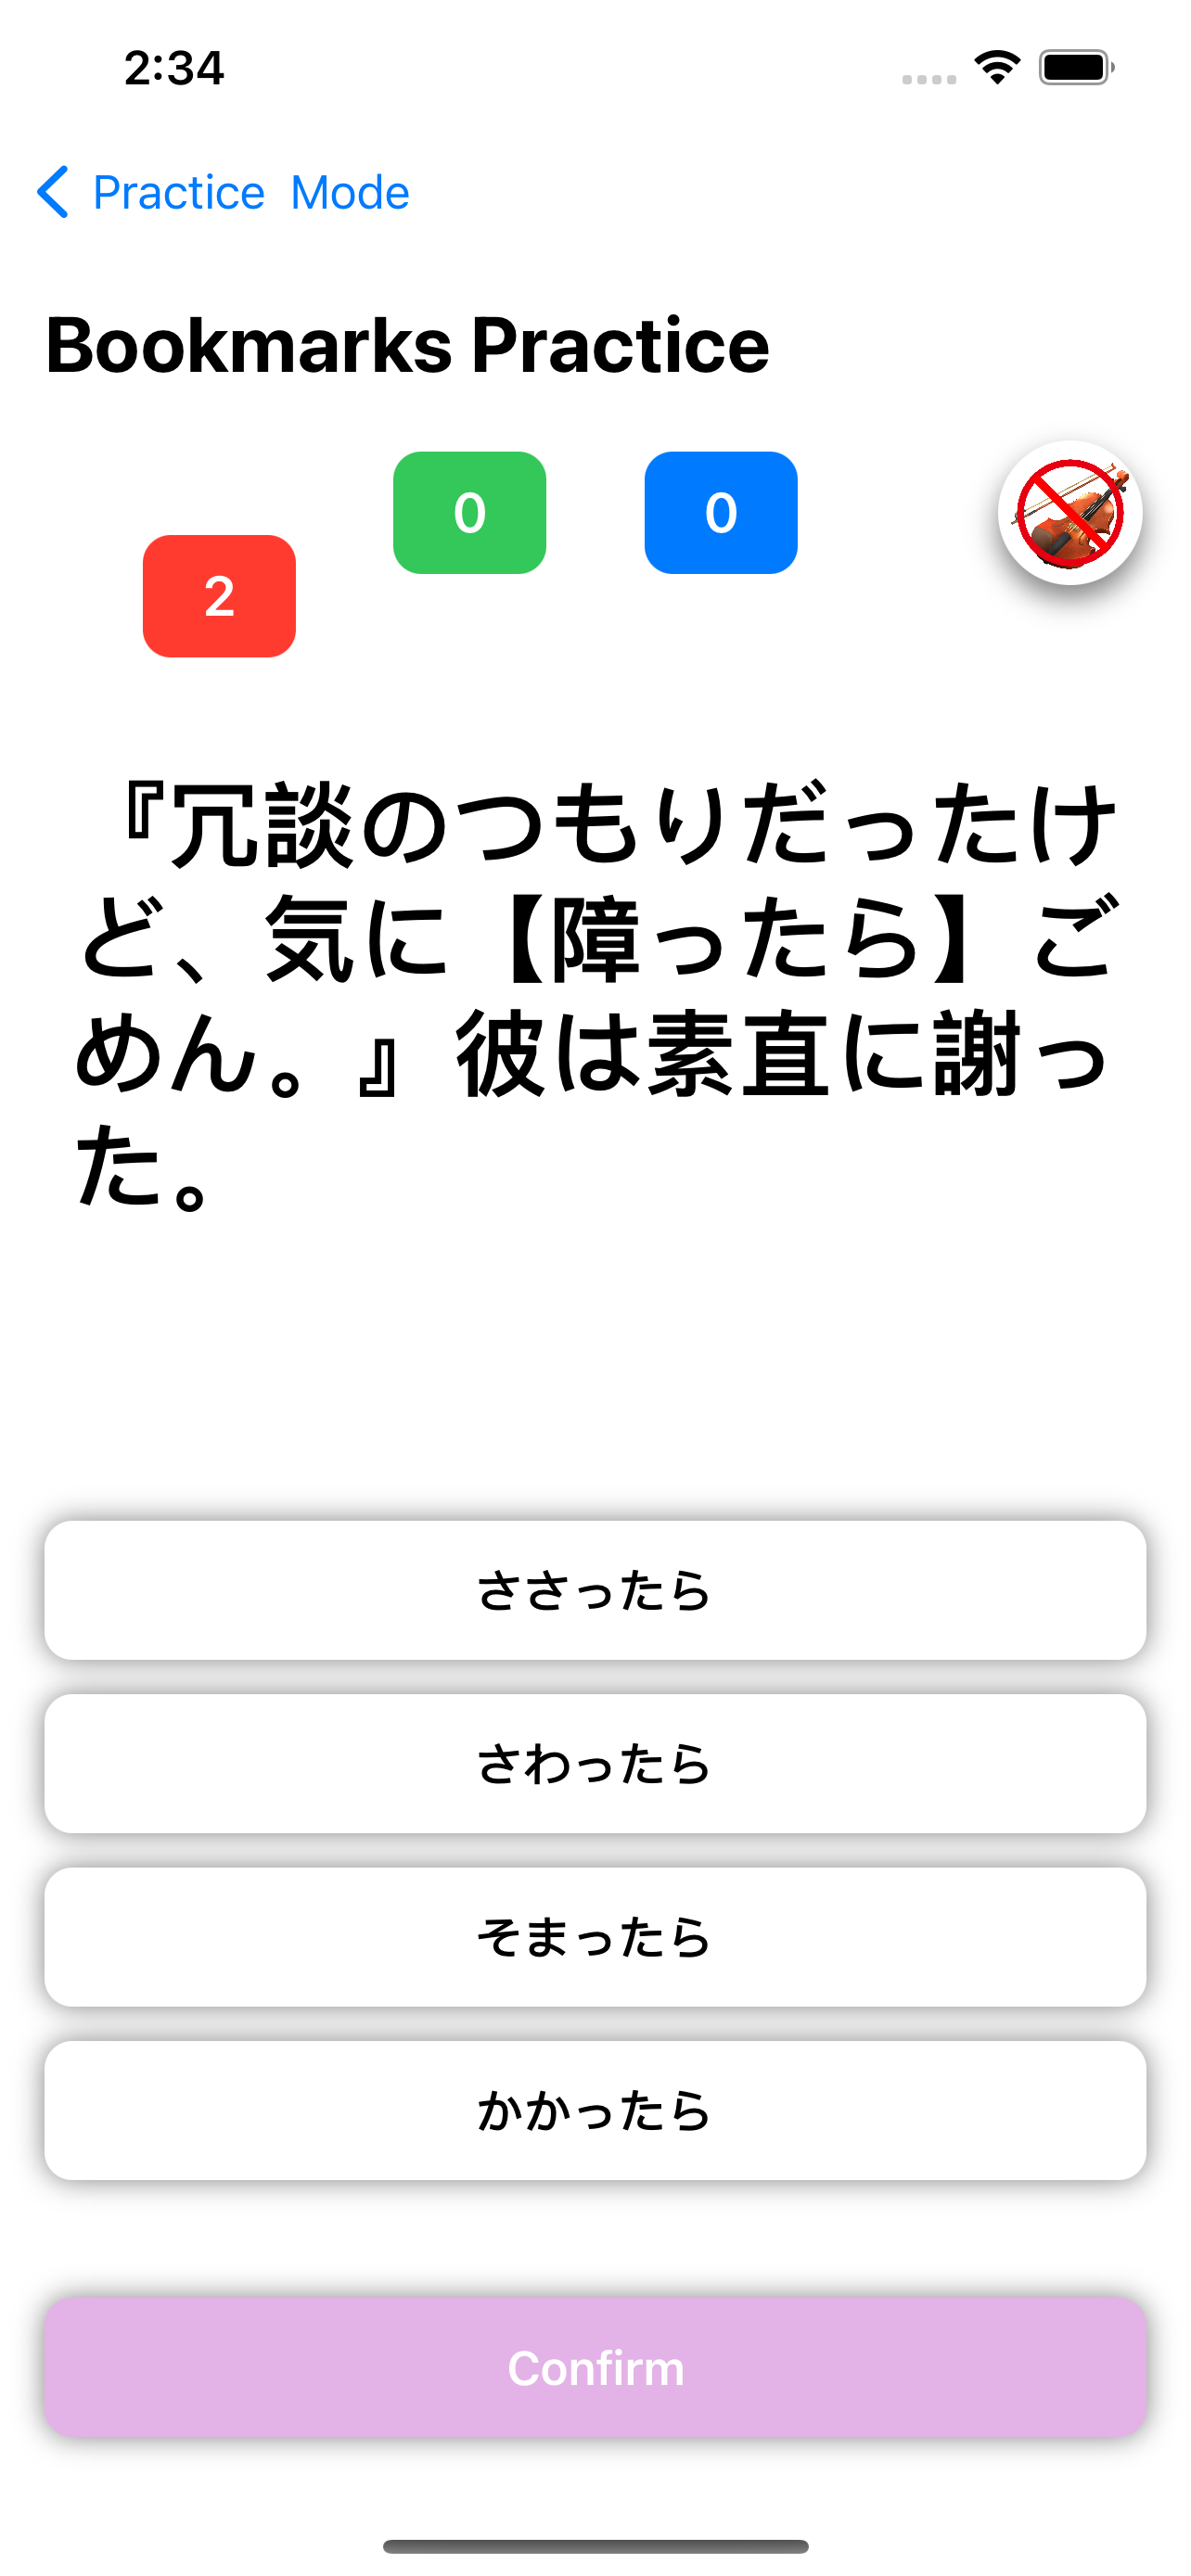 2:34
Practice Mode
Bookmarks Practice
2
0
0
『冗談のつもりだったけ
ど、気に【障ったら】ご
めん。』彼は素直に謝っ
た。
ささったら
さわったら
そまったら
かかったら
Confirm